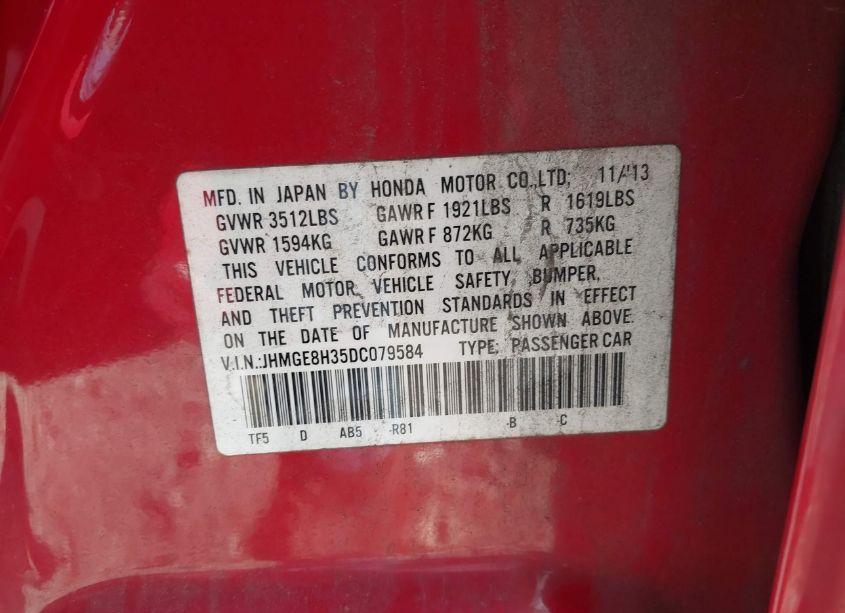 MFD. IN JAPAN BY HONDA MOTOR CO.,LTD; 11/13
GVWR 3512LBS GAWR F 1921LBS R 1619LBS
GVWR 1594KG GAWR F 872KG R 735KG
THIS VEHICLE CONFORMS TO ALL APPLICABLE
FEDERAL MOTOR VEHICLE SAFETY, BUMPER,
AND THEFT PREVENTION STANDARDS IN EFFECT
ON THE DATE OF MANUFACTURE SHOWN ABOVE.
V.I.N.:JHMGE8H35DC079584 TYPE: PASSENGER CAR
TF5 D AB5 -R81 -B -C